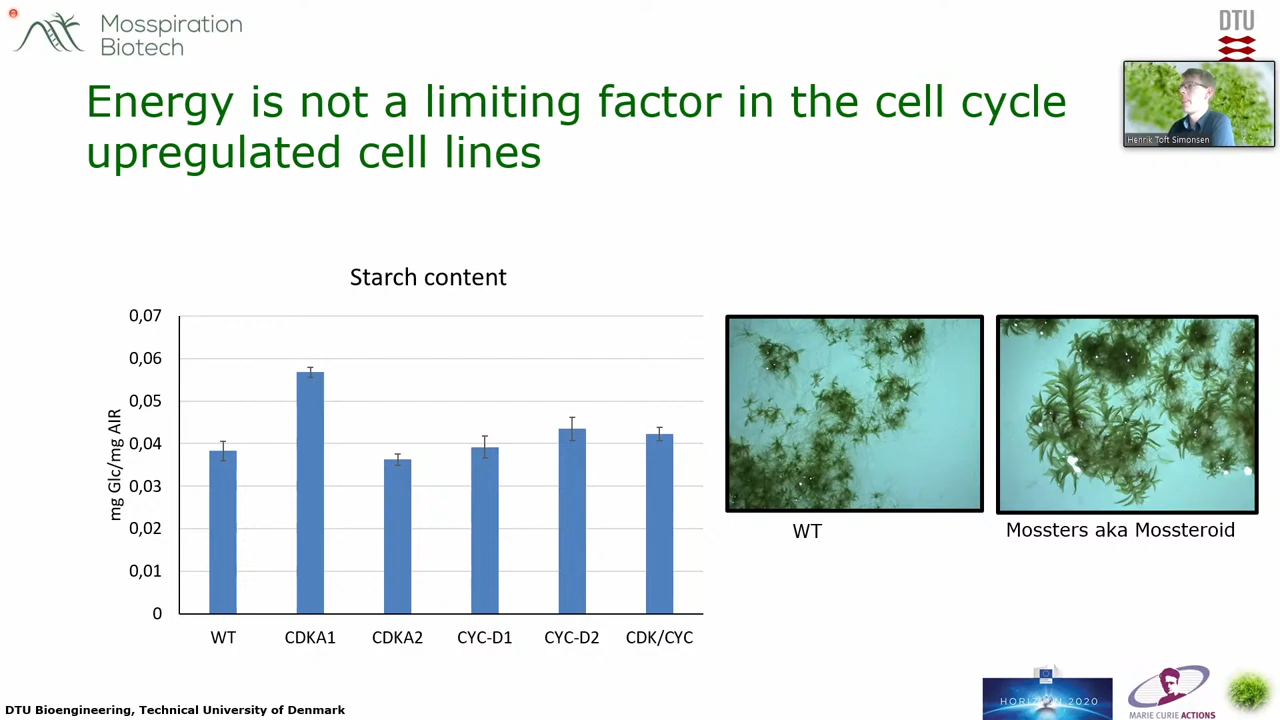 Mosspiration
Biotech
DTU
Henrik Toft Simonsen
Energy is not a limiting factor in the cell cycle
upregulated cell lines
Starch content
mg Glc/mg AIR
0,07
0,06
0,05
0,04
0,03
0,02
0,01
0
WT
CDKA1
CDKA2
CYC-D1
CYC-D2
CDK/CYC
WT
Mossters aka Mossteroid
HORIZON 2020
MARIE CURIE ACTIONS
DTU Bioengineering, Technical University of Denmark